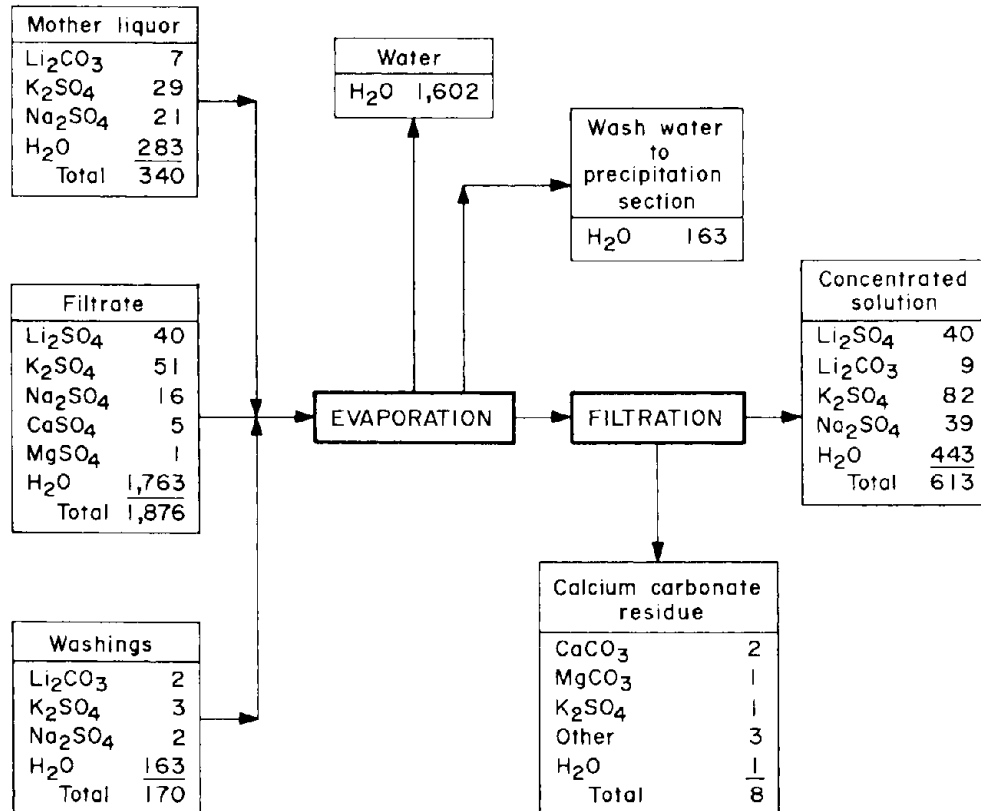 Mother liquor
Li2CO3 7
K2SO4 29
Na2SO4 21
H2O 283
Total 340
Water
H2O 1,602
Wash water
to
precipitation
section
H2O 163
Filtrate
Li2SO4 40
K2SO4 51
Na2SO4 16
CaSO4 5
MgSO4 1
H2O 1,763
Total 1,876
EVAPORATION
FILTRATION
Concentrated
solution
Li2SO4 40
Li2CO3 9
K2SO4 82
Na2SO4 39
H2O 443
Total 613
Washings
Li2CO3 2
K2SO4 3
Na2SO4 2
H2O 163
Total 170
Calcium carbonate
residue
CaCO3 2
MgCO3 1
K2SO4 1
Other 3
H2O 1
Total 8